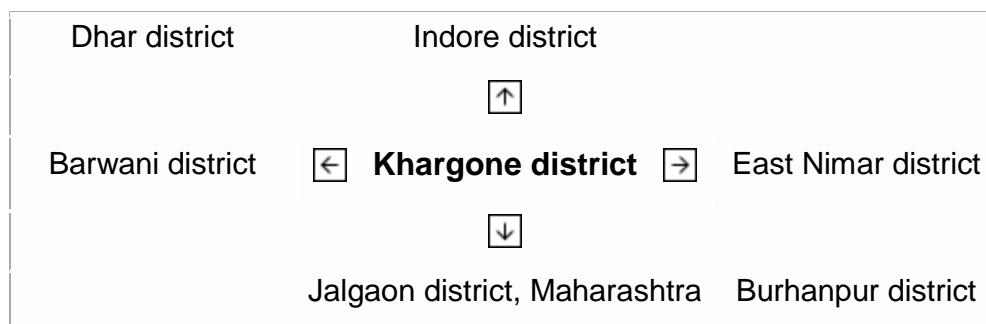 Dhar district Indore district
↑
Barwani district ← Khargone district → East Nimar district
↓
Jalgaon district, Maharashtra Burhanpur district